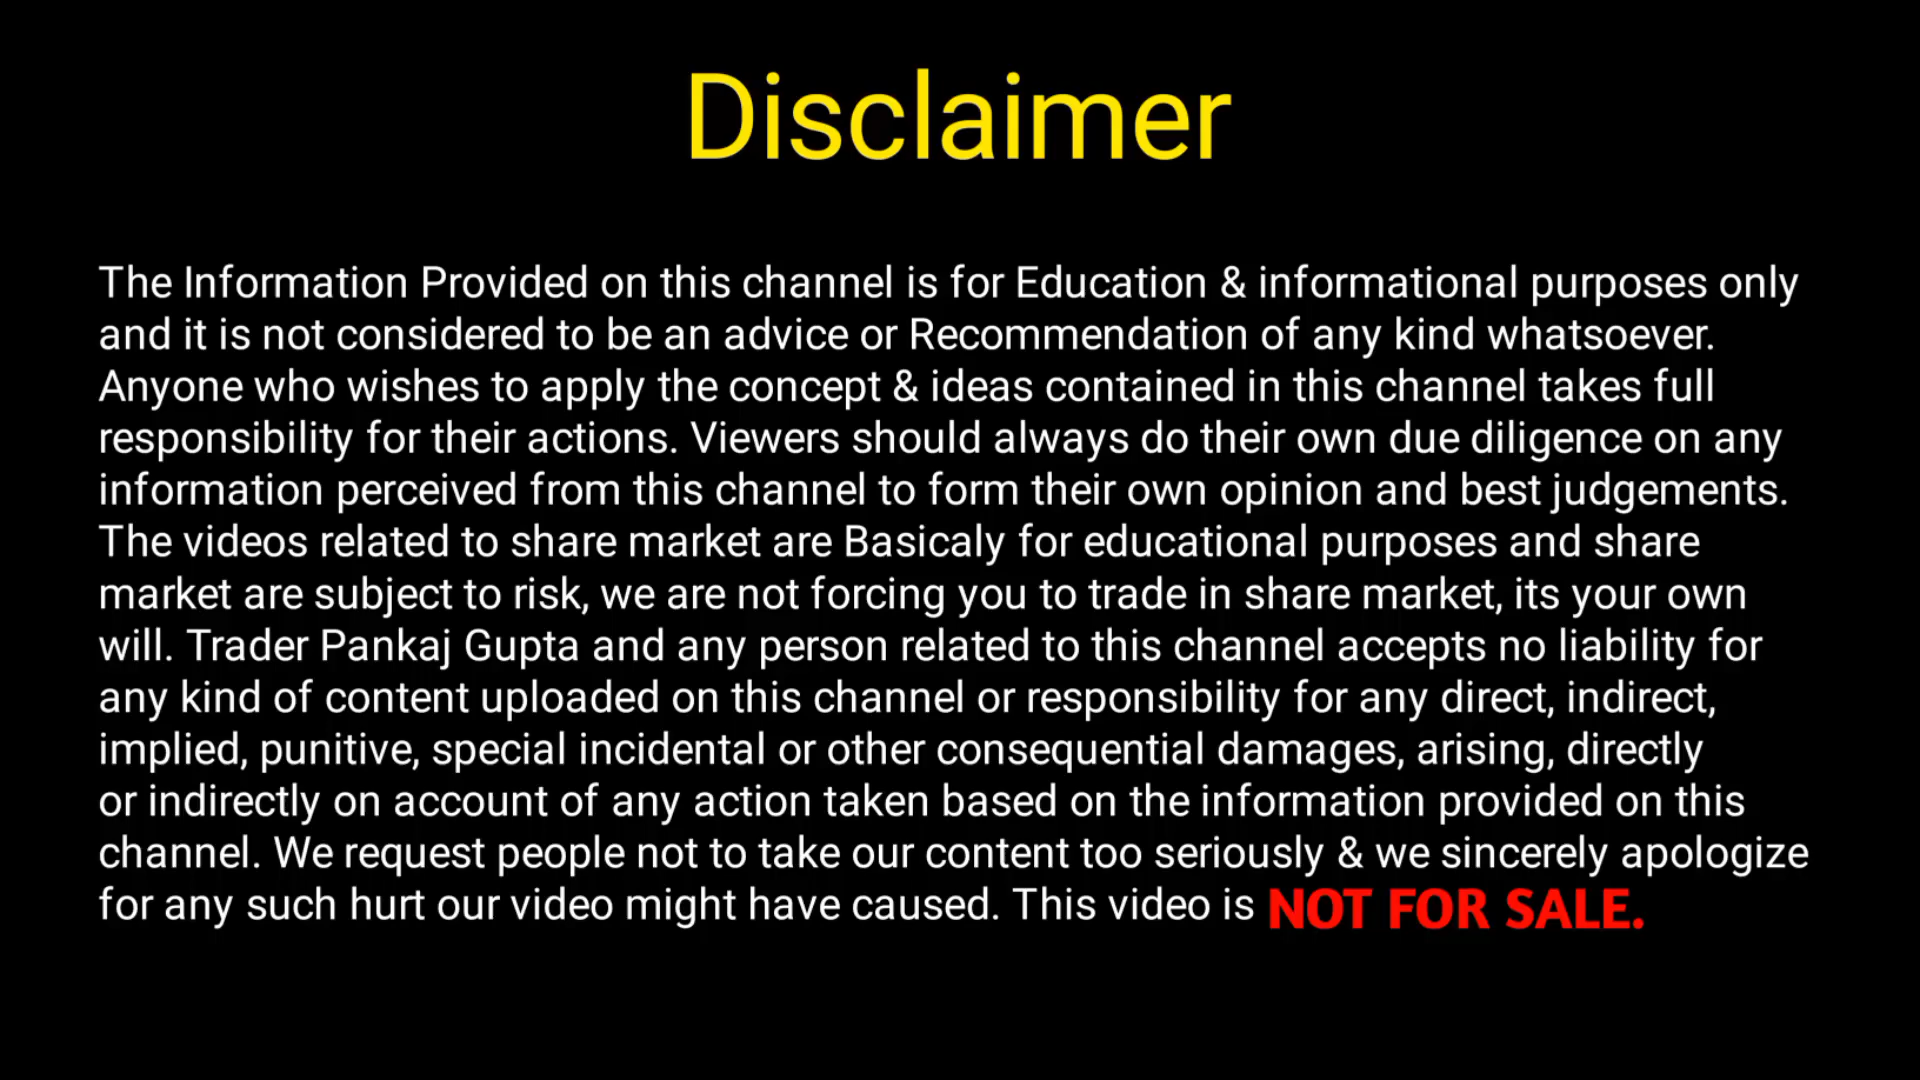 Disclaimer
The Information Provided on this channel is for Education & informational purposes only
and it is not considered to be an advice or Recommendation of any kind whatsoever.
Anyone who wishes to apply the concept & ideas contained in this channel takes full
responsibility for their actions. Viewers should always do their own due diligence on any
information perceived from this channel to form their own opinion and best judgements.
The videos related to share market are Basicaly for educational purposes and share
market are subject to risk, we are not forcing you to trade in share market, its your own
will. Trader Pankaj Gupta and any person related to this channel accepts no liability for
any kind of content uploaded on this channel or responsibility for any direct, indirect,
implied, punitive, special incidental or other consequential damages, arising, directly
or indirectly on account of any action taken based on the information provided on this
channel. We request people not to take our content too seriously & we sincerely apologize
for any such hurt our video might have caused. This video is NOT FOR SALE.